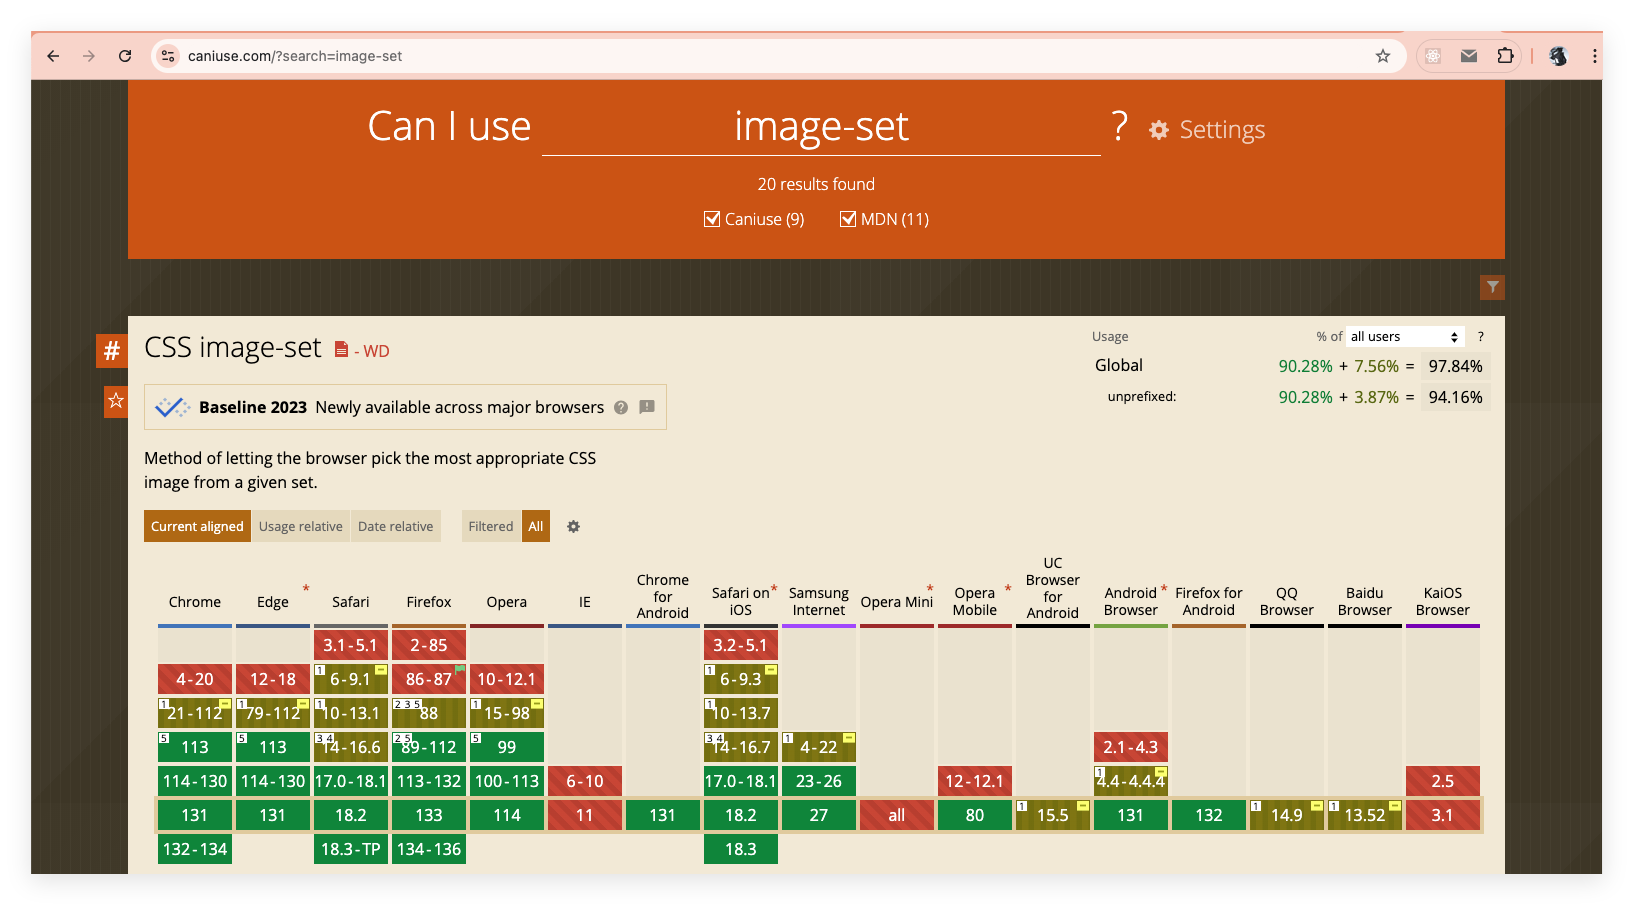 caniuse.com/?search=image-set
Can I use image-set ? Settings
20 results found
Caniuse (9) MDN (11)
# CSS image-set - WD
Usage % of all users ?
Global 90.28% + 7.56% = 97.84%
unprefixed: 90.28% + 3.87% = 94.16%
Baseline 2023 Newly available across major browsers ?
Method of letting the browser pick the most appropriate CSS
image from a given set.
Current aligned Usage relative Date relative Filtered All
Chrome
Edge *
Safari
Firefox
Opera
IE
Chrome
for
Android
Safari on *
iOS
Samsung
Internet
Opera Mini *
Opera *
Mobile
UC
Browser
for
Android
Android *
Browser
Firefox for
Android
QQ
Browser
Baidu
Browser
KaiOS
Browser
3.1-5.1 2-85 3.2-5.1
4-20 12-18 1 6-9.1 86-87 10-12.1 1 6-9.3
1 21-112 1 79-112 1 10-13.1 2 3 5 88 1 15-98 1 10-13.7
5 113 5 113 3 4 14-16.6 2 5 89-112 5 99 3 4 14-16.7 1 4-22 2.1-4.3
114-130 114-130 17.0-18.1 113-132 100-113 6-10 17.0-18.1 23-26 12-12.1 1 4.4-4.4.4 2.5
131 131 18.2 133 114 11 131 18.2 27 all 80 1 15.5 131 132 1 14.9 1 13.52 3.1
132-134 18.3-TP 134-136 18.3